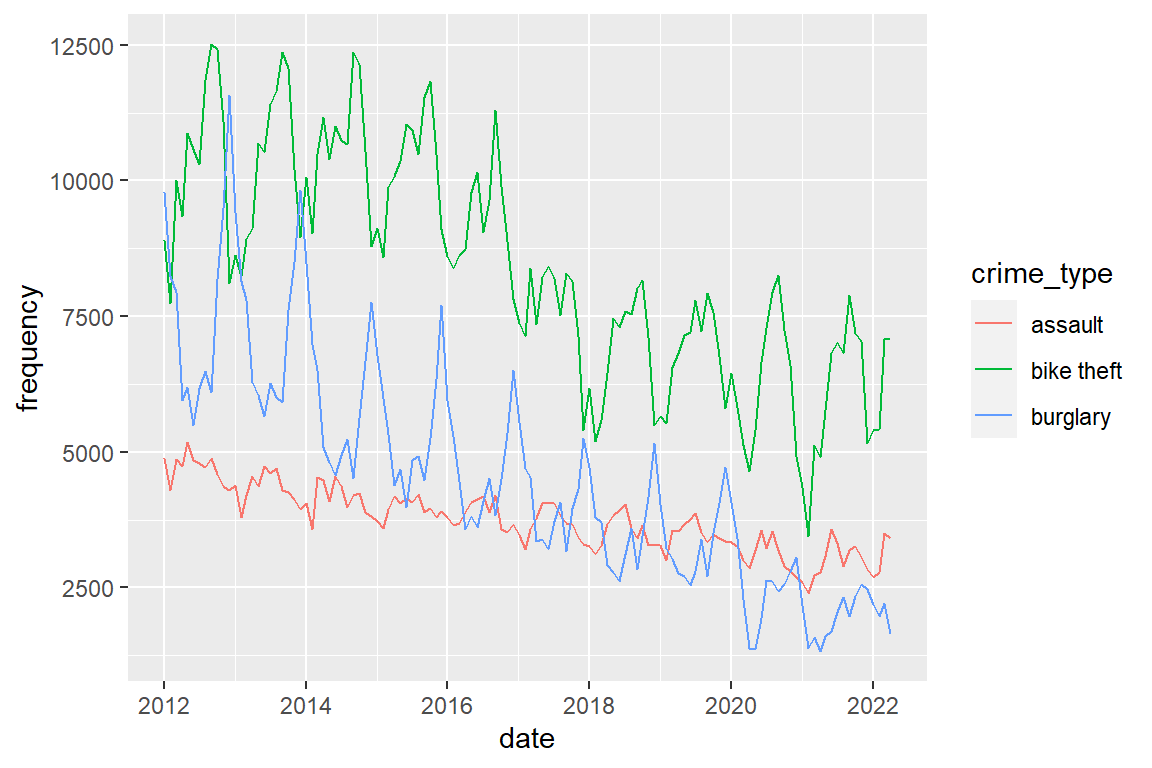 12500
10000
7500
5000
2500
frequency
2012 2014 2016 2018 2020 2022
date
crime_type
assault
bike theft
burglary